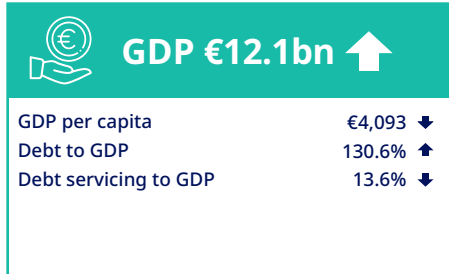 GDP €12.1bn
GDP per capita €4,093
Debt to GDP 130.6%
Debt servicing to GDP 13.6%